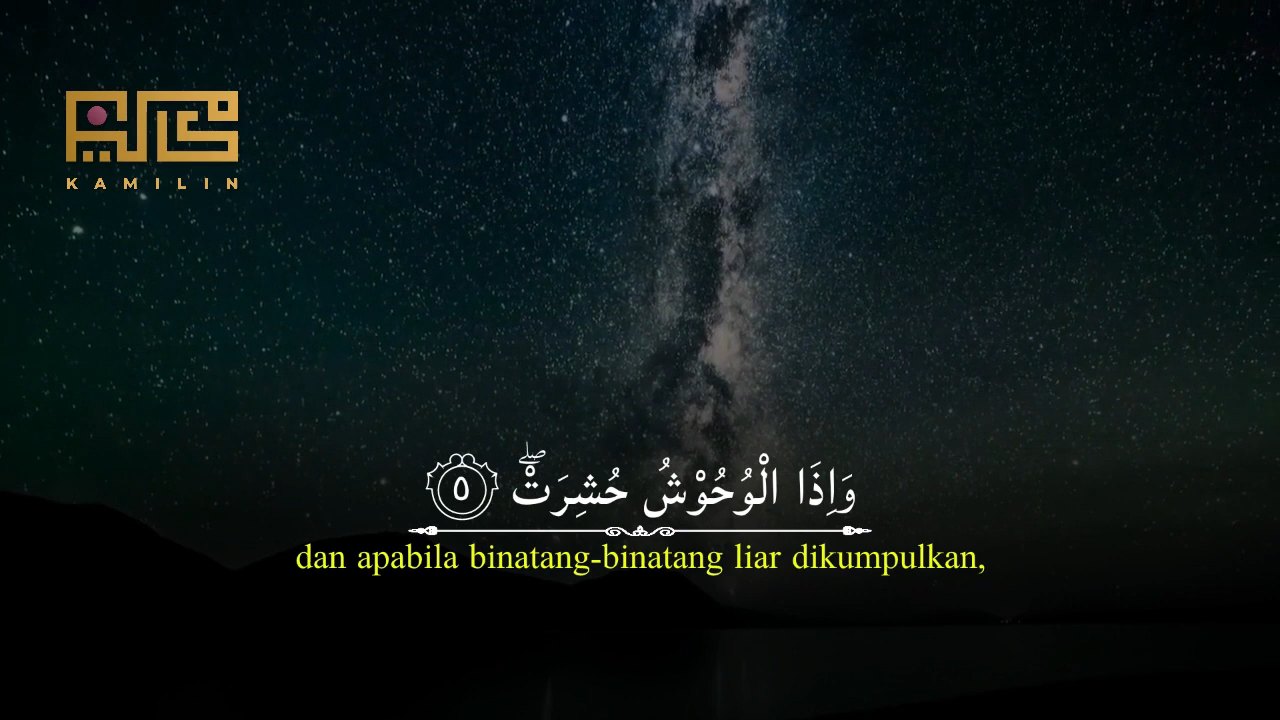 KAMILIN
وَاِذَا الْوُحُوْشُ حُشِرَتْۖ ٥
dan apabila binatang-binatang liar dikumpulkan,